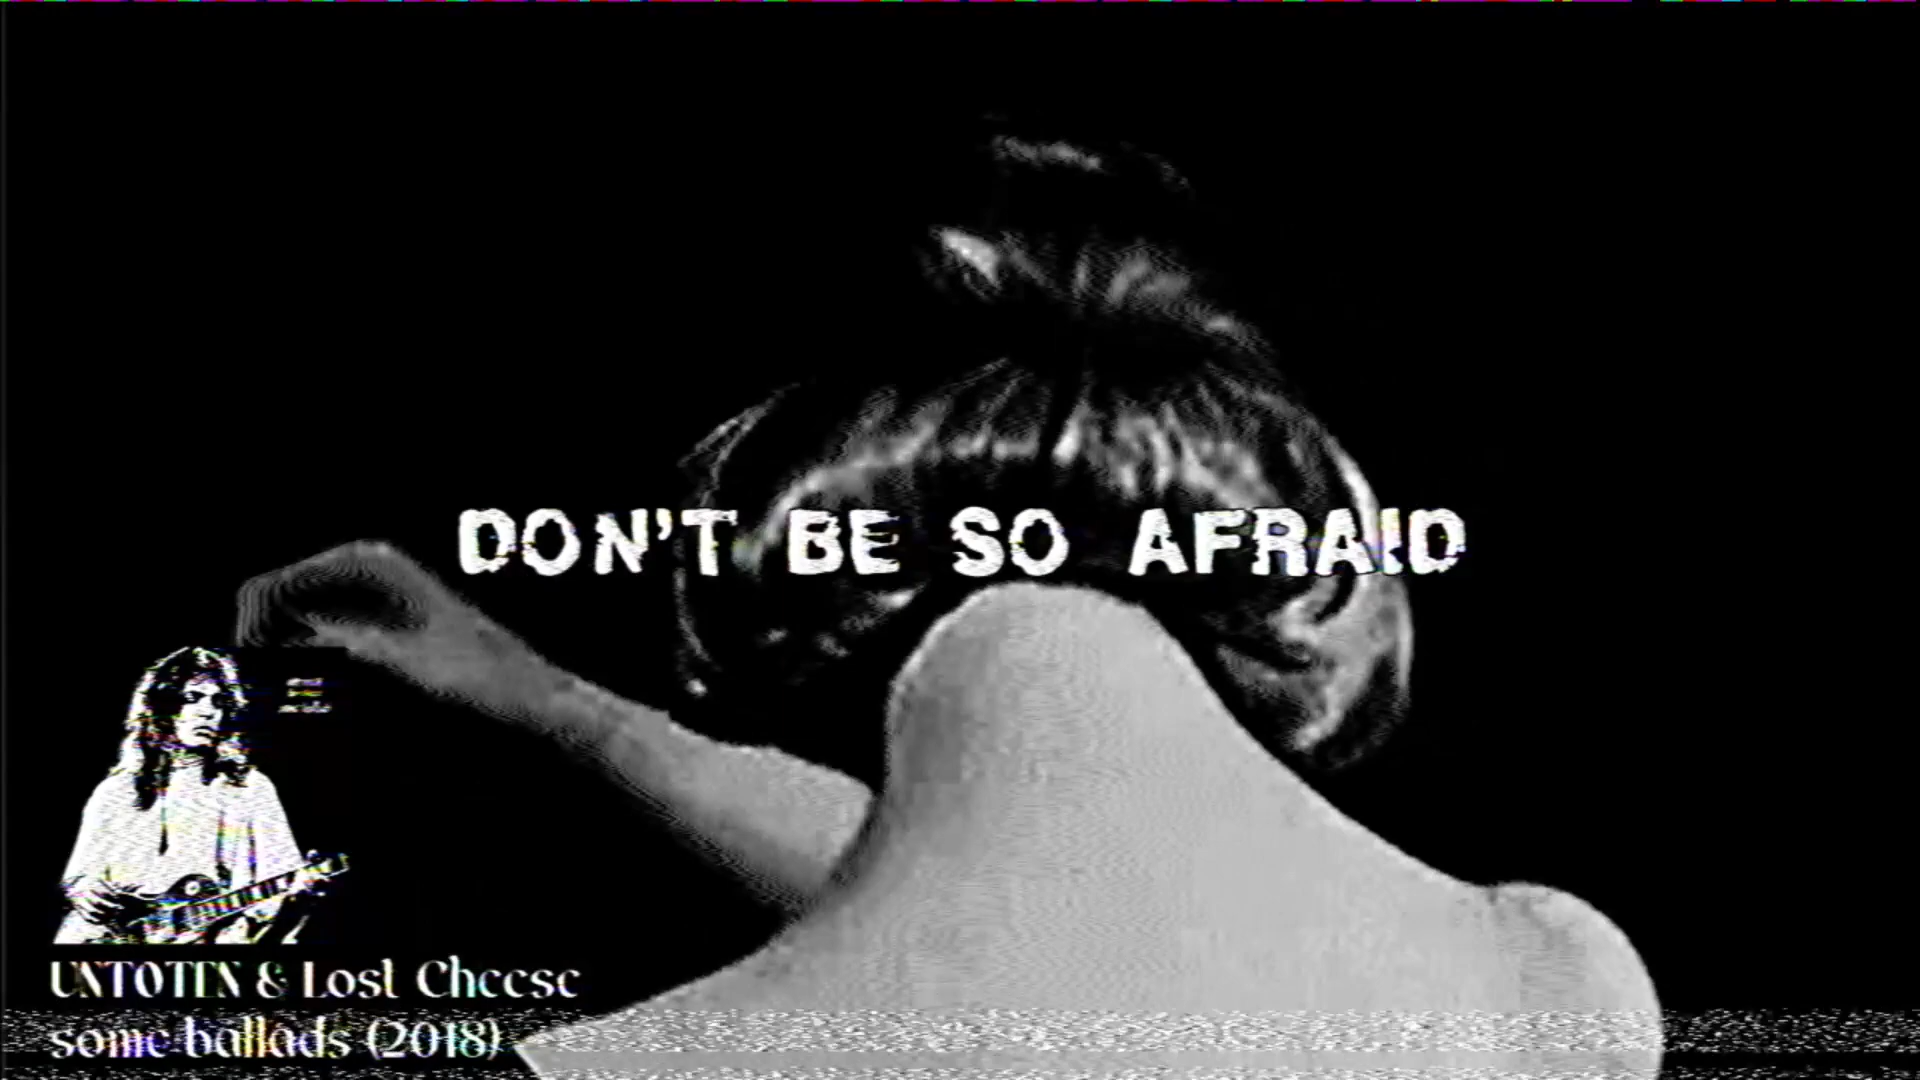 DON'T BE SO AFRAID
UNTOTEN & Lost Cheese
some ballads (2018)